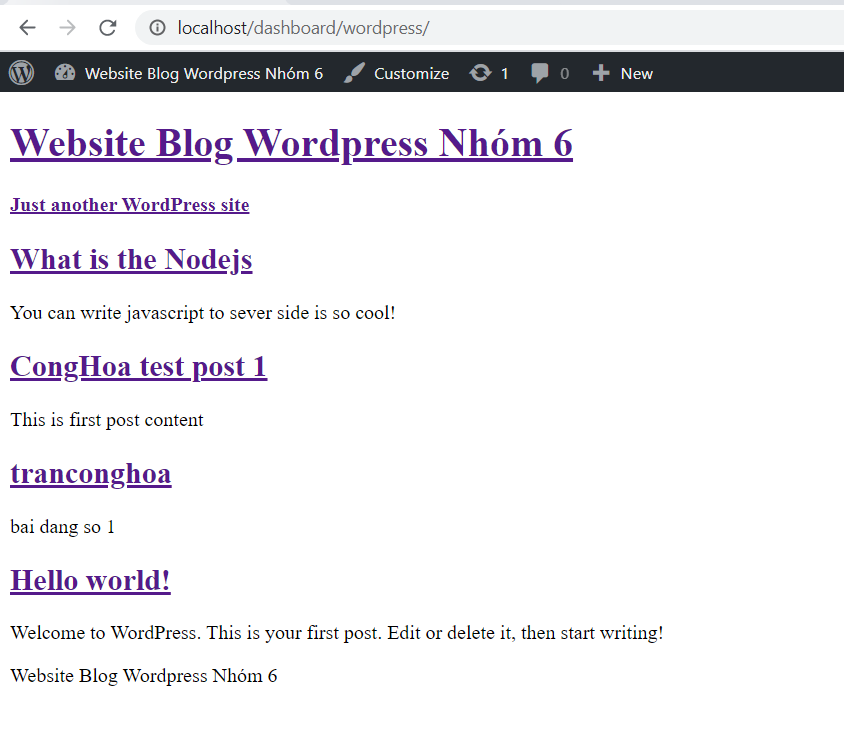 localhost/dashboard/wordpress/
Website Blog Wordpress Nhóm 6 Customize 1 0 New
Website Blog Wordpress Nhóm 6
Just another WordPress site
What is the Nodejs
You can write javascript to sever side is so cool!
CongHoa test post 1
This is first post content
tranconghoa
bai dang so 1
Hello world!
Welcome to WordPress. This is your first post. Edit or delete it, then start writing!
Website Blog Wordpress Nhóm 6